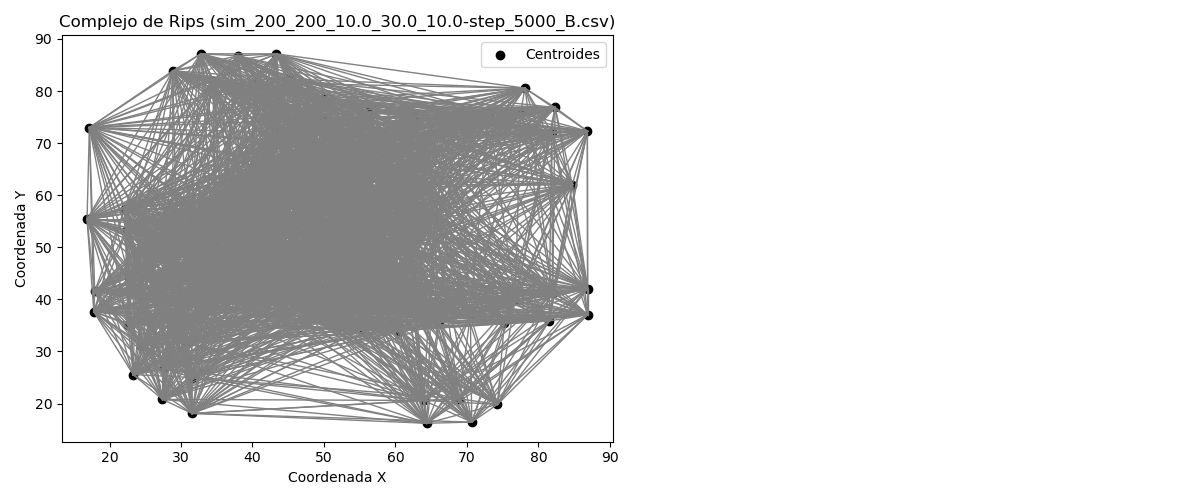 Complejo de Rips (sim_200_200_10.0_30.0_10.0-step_5000_B.csv)
Centroides
90
80
70
60
50
40
30
20
Coordenada Y
20 30 40 50 60 70 80 90
Coordenada X